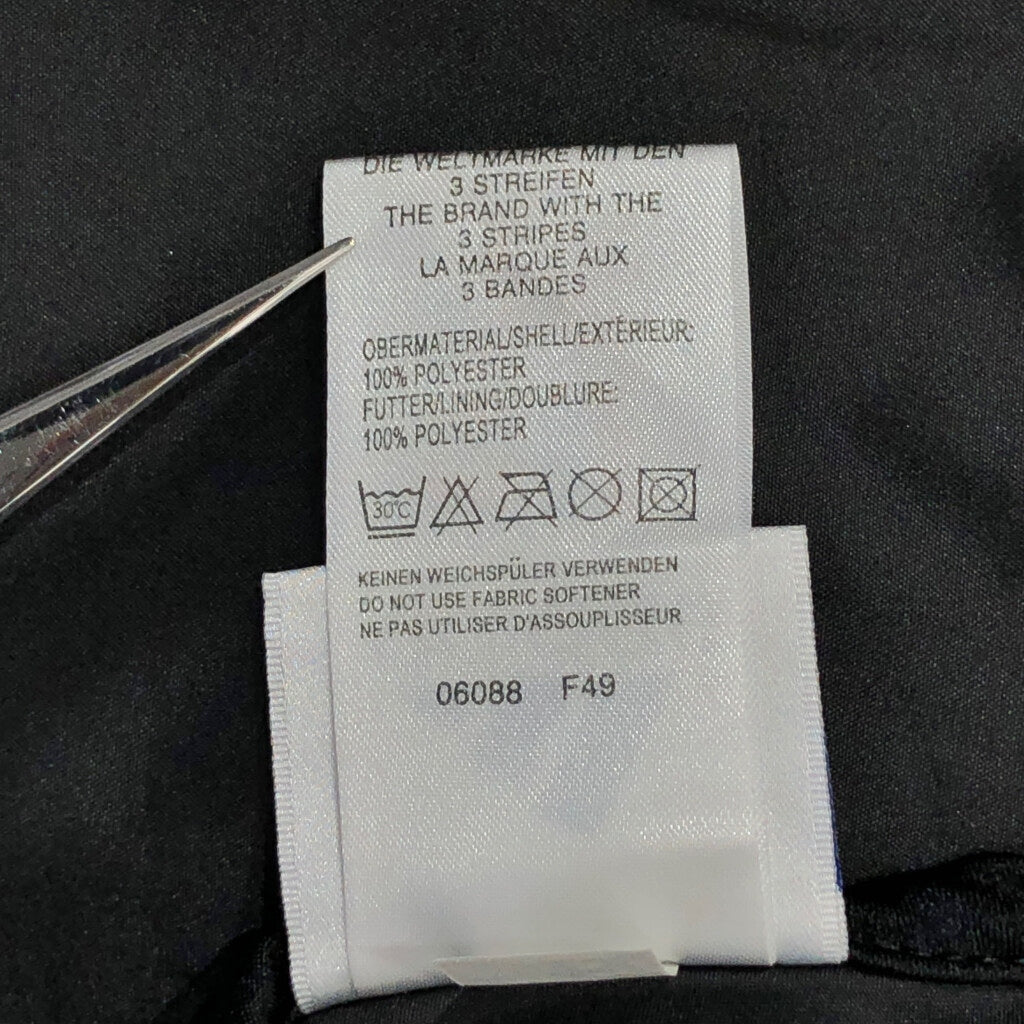 DIE WELTMARKE MIT DEN
3 STREIFEN
THE BRAND WITH THE
3 STRIPES
LA MARQUE AUX
3 BANDES
OBERMATERIAL/SHELL/EXTÉRIEUR:
100% POLYESTER
FUTTER/LINING/DOUBLURE:
100% POLYESTER
30°C
KEINEN WEICHSPÜLER VERWENDEN
DO NOT USE FABRIC SOFTENER
NE PAS UTILISER D'ASSOUPLISSEUR
06088 F49